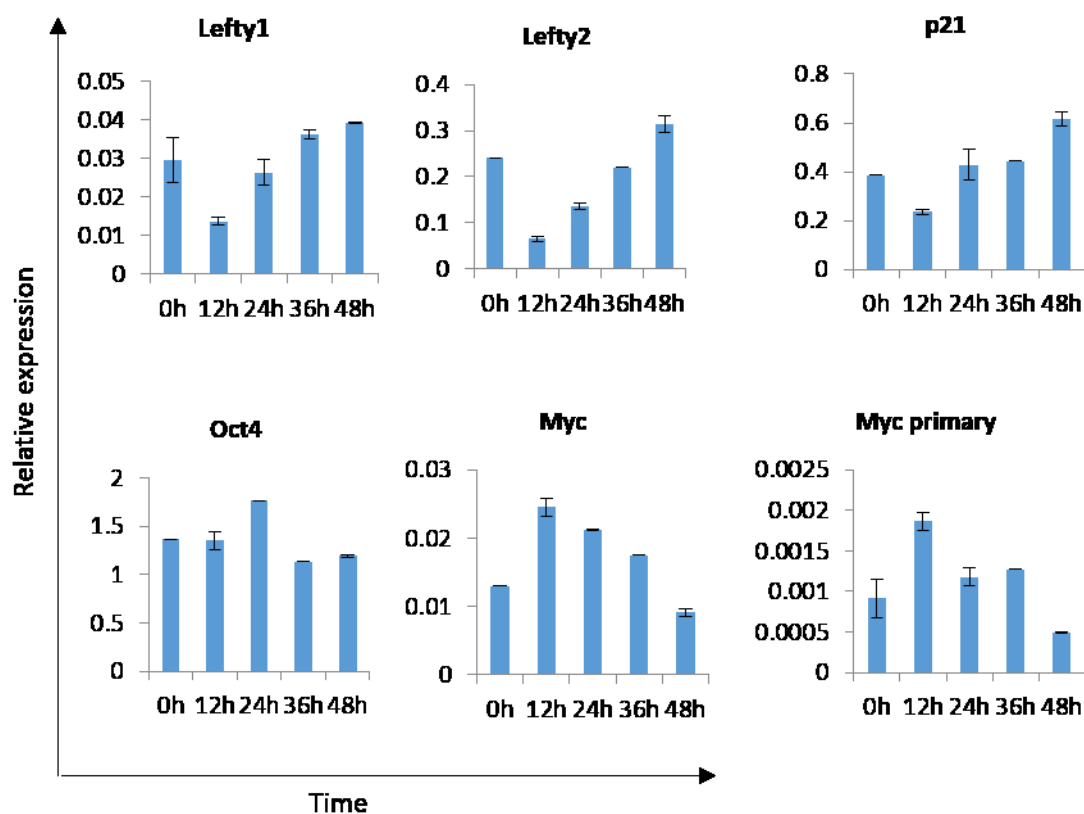 Relative expression
Lefty1
0.05
0.04
0.03
0.02
0.01
0
0h 12h 24h 36h 48h
Lefty2
0.4
0.3
0.2
0.1
0
0h 12h 24h 36h 48h
p21
0.8
0.6
0.4
0.2
0
0h 12h 24h 36h 48h
Oct4
2
1.5
1
0.5
0
0h 12h 24h 36h 48h
Myc
0.03
0.02
0.01
0
0h 12h 24h 36h 48h
Myc primary
0.0025
0.002
0.0015
0.001
0.0005
0
0h 12h 24h 36h 48h
Time